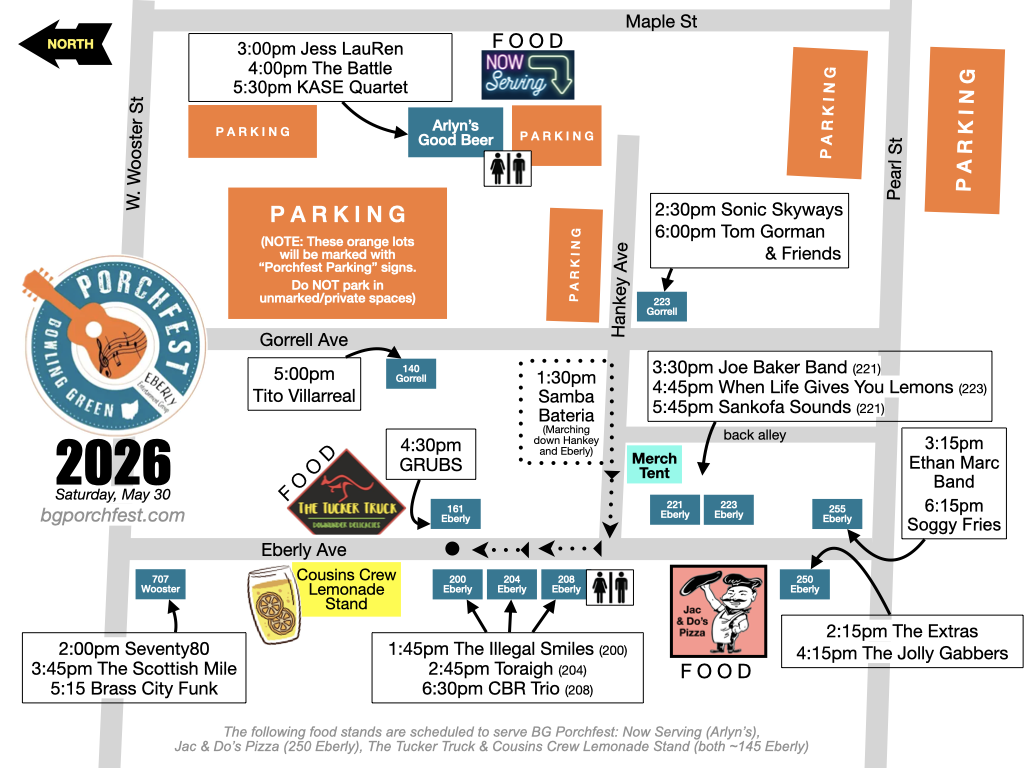 Maple St
NORTH
W. Wooster St
3:00pm Jess LauRen
4:00pm The Battle
5:30pm KASE Quartet
FOOD
NOW
Serving
PARKING
Arlyn's
Good Beer
PARKING
PARKING
PARKING
Pearl St
PARKING
(NOTE: These orange lots
will be marked with
“Porchfest Parking” signs.
Do NOT park in
unmarked/private spaces)
PARKING
Hankey Ave
2:30pm Sonic Skyways
6:00pm Tom Gorman
& Friends
223
Gorrell
PORCHFEST
BOWLING GREEN
EBERLY
2026
Saturday, May 30
bgporchfest.com
Gorrell Ave
5:00pm
Tito Villarreal
140
Gorrell
1:30pm
Samba
Bateria
(Marching
down Hankey
and Eberly)
3:30pm Joe Baker Band (221)
4:45pm When Life Gives You Lemons (223)
5:45pm Sankofa Sounds (221)
back alley
Merch
Tent
4:30pm
GRUBS
FOOD
THE TUCKER TRUCK
DOWNUNDER DELICACIES
161
Eberly
221
Eberly
223
Eberly
255
Eberly
3:15pm
Ethan Marc
Band
6:15pm
Soggy Fries
Eberly Ave
707
Wooster
Cousins Crew
Lemonade
Stand
200
Eberly
204
Eberly
208
Eberly
Jac
& Do's
Pizza
FOOD
250
Eberly
2:00pm Seventy80
3:45pm The Scottish Mile
5:15 Brass City Funk
1:45pm The Illegal Smiles (200)
2:45pm Toraigh (204)
6:30pm CBR Trio (208)
2:15pm The Extras
4:15pm The Jolly Gabbers
The following food stands are scheduled to serve BG Porchfest: Now Serving (Arlyn's),
Jac & Do's Pizza (250 Eberly), The Tucker Truck & Cousins Crew Lemonade Stand (both ~145 Eberly)